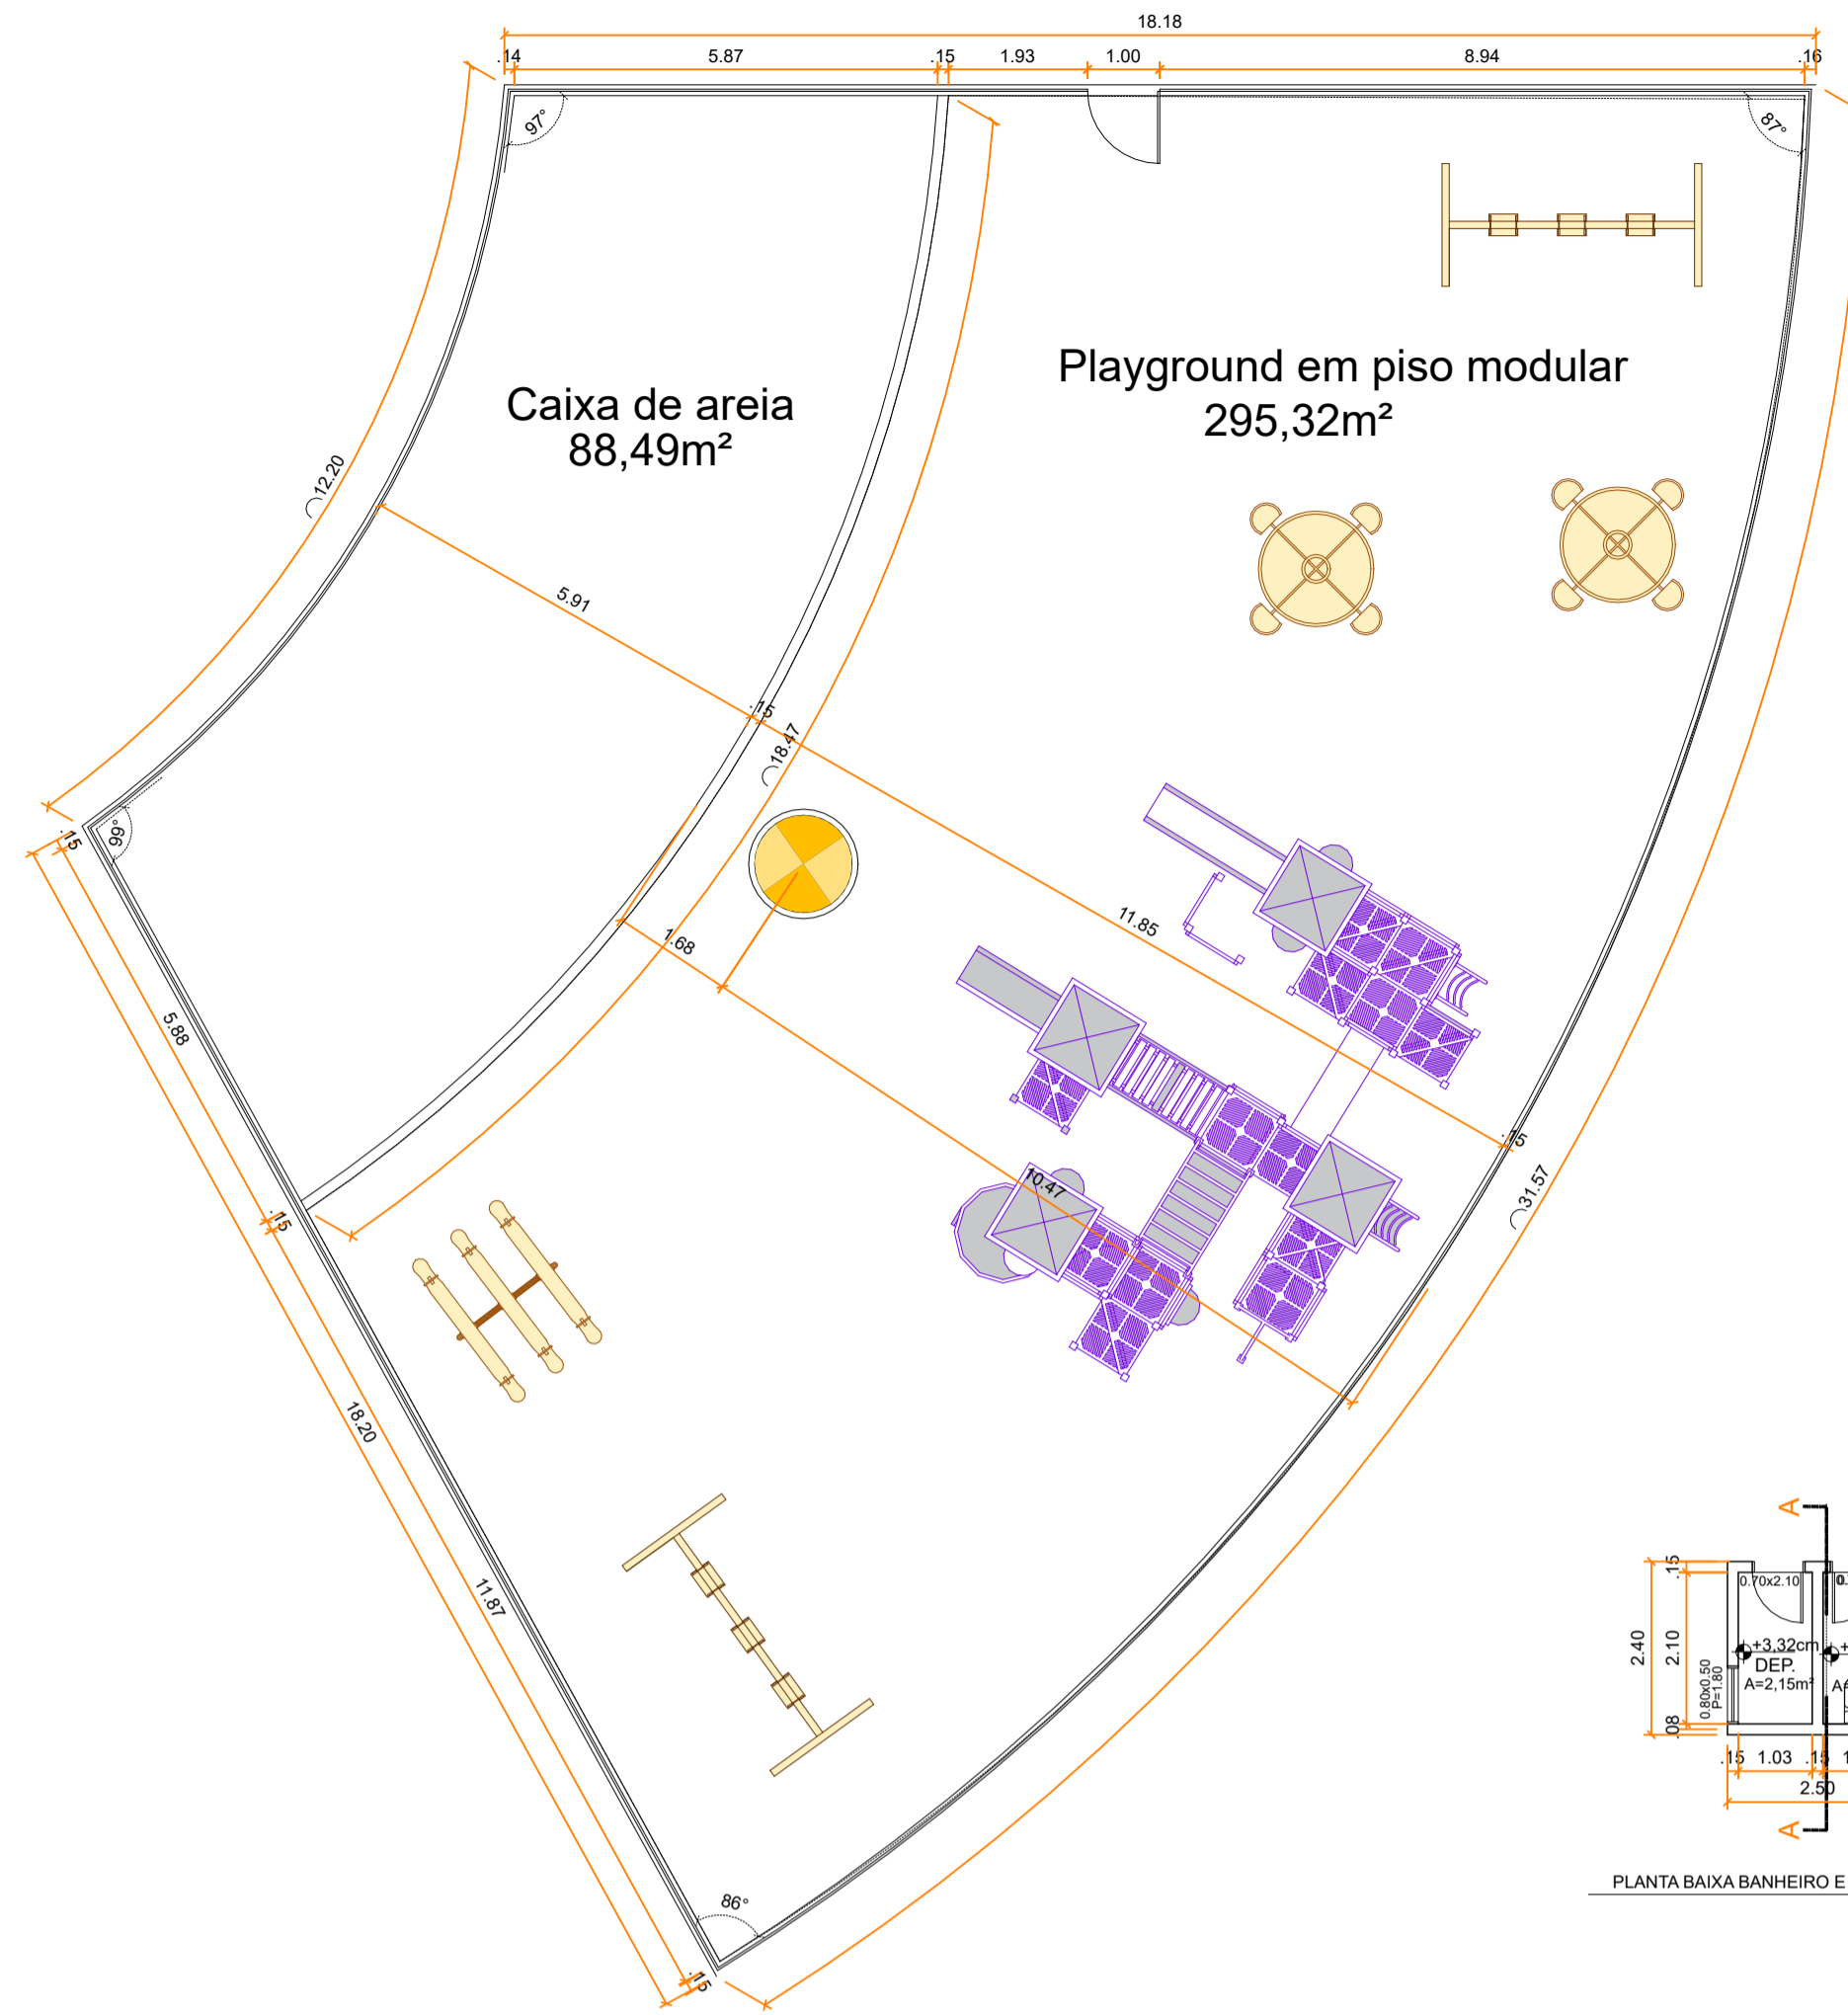 18.18
.14
5.87
.15
1.93
1.00
8.94
.16
97°
87°
Playground em piso modular
295,32m²
Caixa de areia
88,49m²
12.20
5.91
.15
18.47
99°
.15
1.68
11.85
5.88
.15
10.47
31.57
.15
18.20
11.87
86°
.15
A
.15
0.70x2.10
0.
2.40
2.10
+3,32cm
DEP.
A=2,15m²
0.80x0.50
P=1.80
.08
.15
1.03
.15
2.50
A
PLANTA BAIXA BANHEIRO E